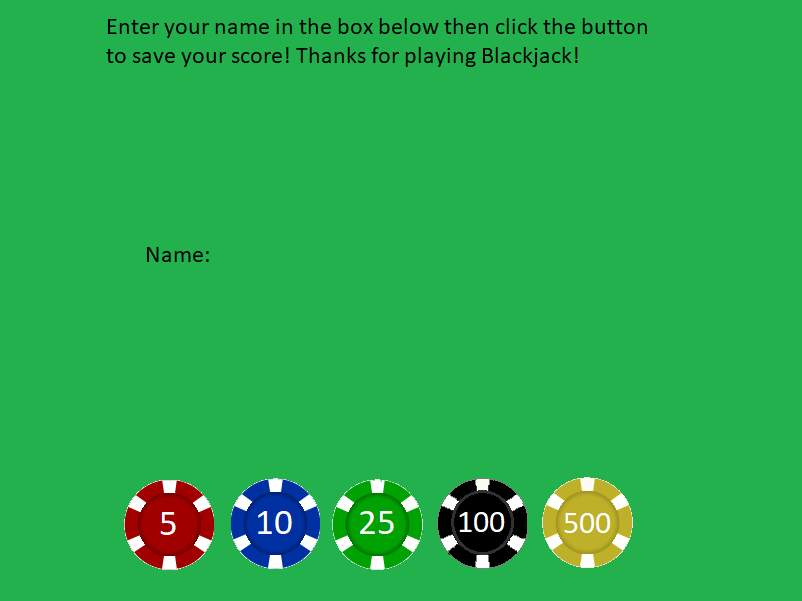 Enter your name in the box below then click the button
to save your score! Thanks for playing Blackjack!
Name:
5 10 25 100 500